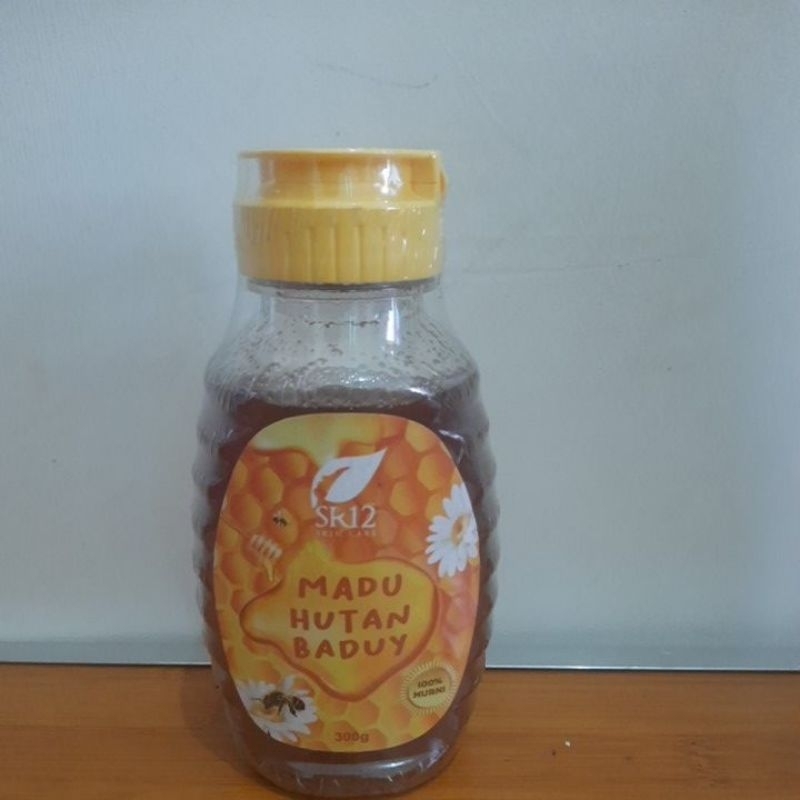 SR12
SKIN CARE
MADU
HUTAN
BADUY
100%
MURNI
300g